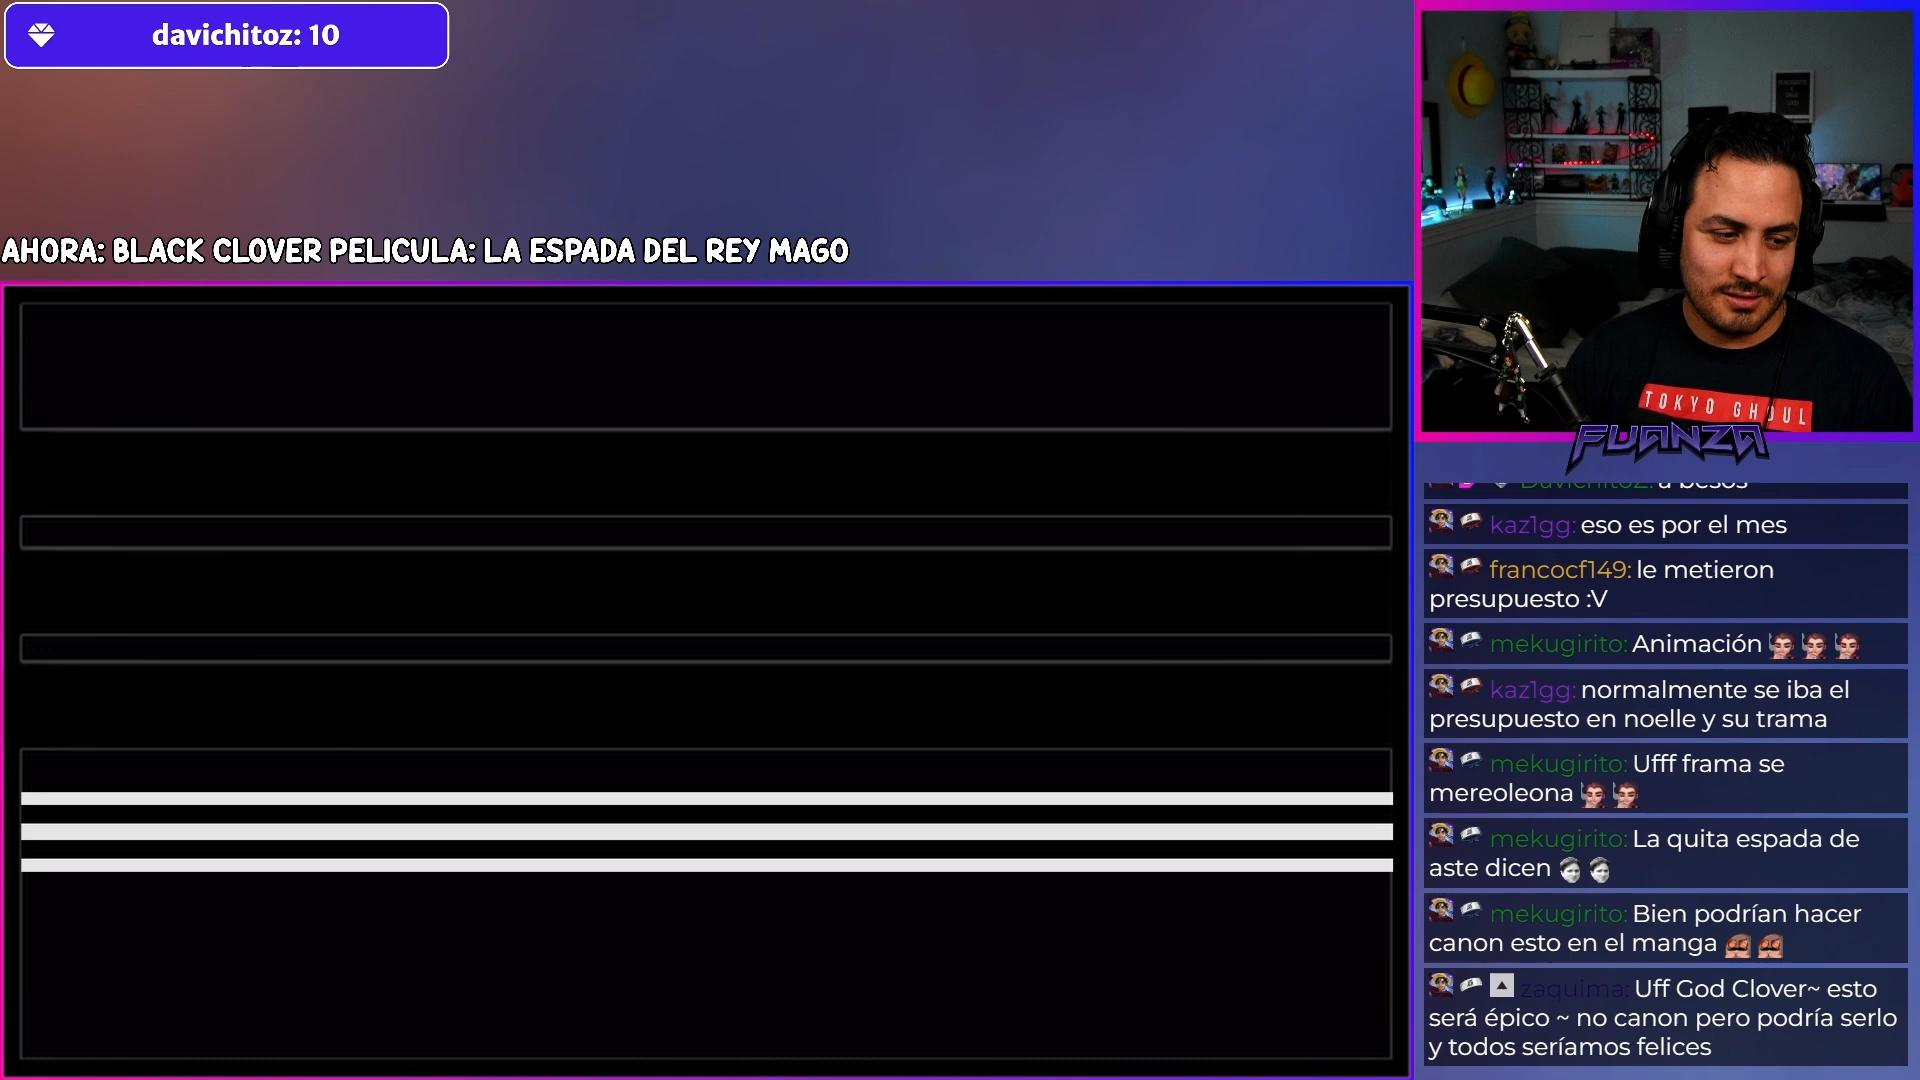 davichitoz: 10
AHORA: BLACK CLOVER PELICULA: LA ESPADA DEL REY MAGO
TOKYO GHOUL
FUANZA
DavichitoZ: a besos
kaz1gg: eso es por el mes
francocf149: le metieron
presupuesto :V
mekugirito: Animación
kaz1gg: normalmente se iba el
presupuesto en noelle y su trama
mekugirito: Ufff frama se
mereoleona
mekugirito: La quita espada de
aste dicen
mekugirito: Bien podrían hacer
canon esto en el manga
zaquima: Uff God Clover~ esto
será épico ~ no canon pero podría serlo
y todos seríamos felices